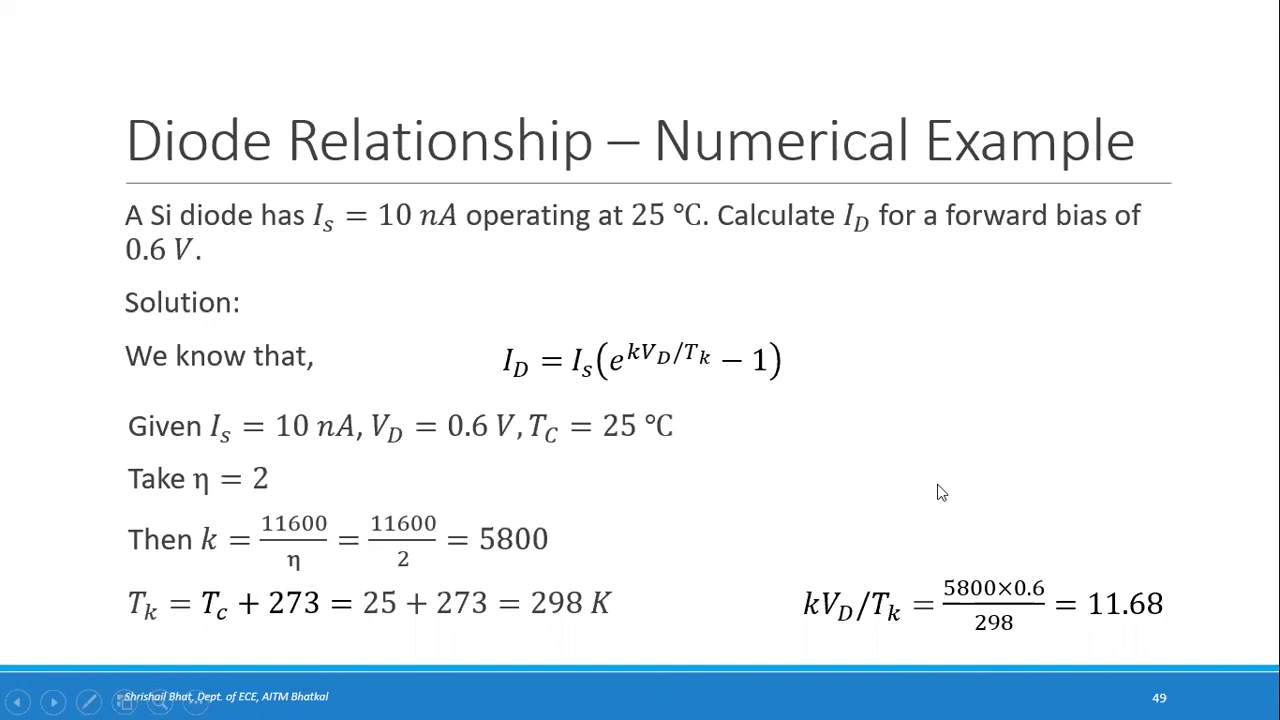 Diode Relationship – Numerical Example
A Si diode has I_s = 10 nA operating at 25 ℃. Calculate I_D for a forward bias of
0.6 V.
Solution:
We know that, I_D = I_s(e^{kV_D/T_k} − 1)
Given I_s = 10 nA, V_D = 0.6 V, T_C = 25 ℃
Take η = 2
Then k = 11600/η = 11600/2 = 5800
T_k = T_c + 273 = 25 + 273 = 298 K kV_D/T_k = 5800×0.6/298 = 11.68
Shrishail Bhat, Dept. of ECE, AITM Bhatkal 49